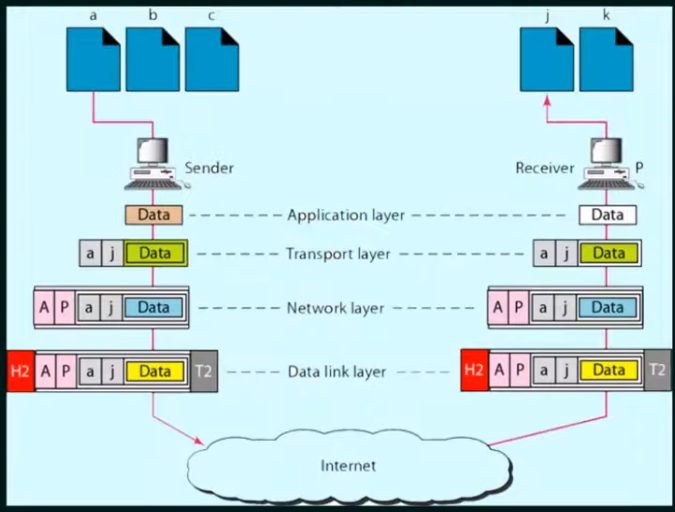 a b c j k
Sender Receiver P
Data Application layer Data
a j Data Transport layer a j Data
A P a j Data Network layer A P a j Data
H2 A P a j Data T2 Data link layer H2 A P a j Data T2
Internet